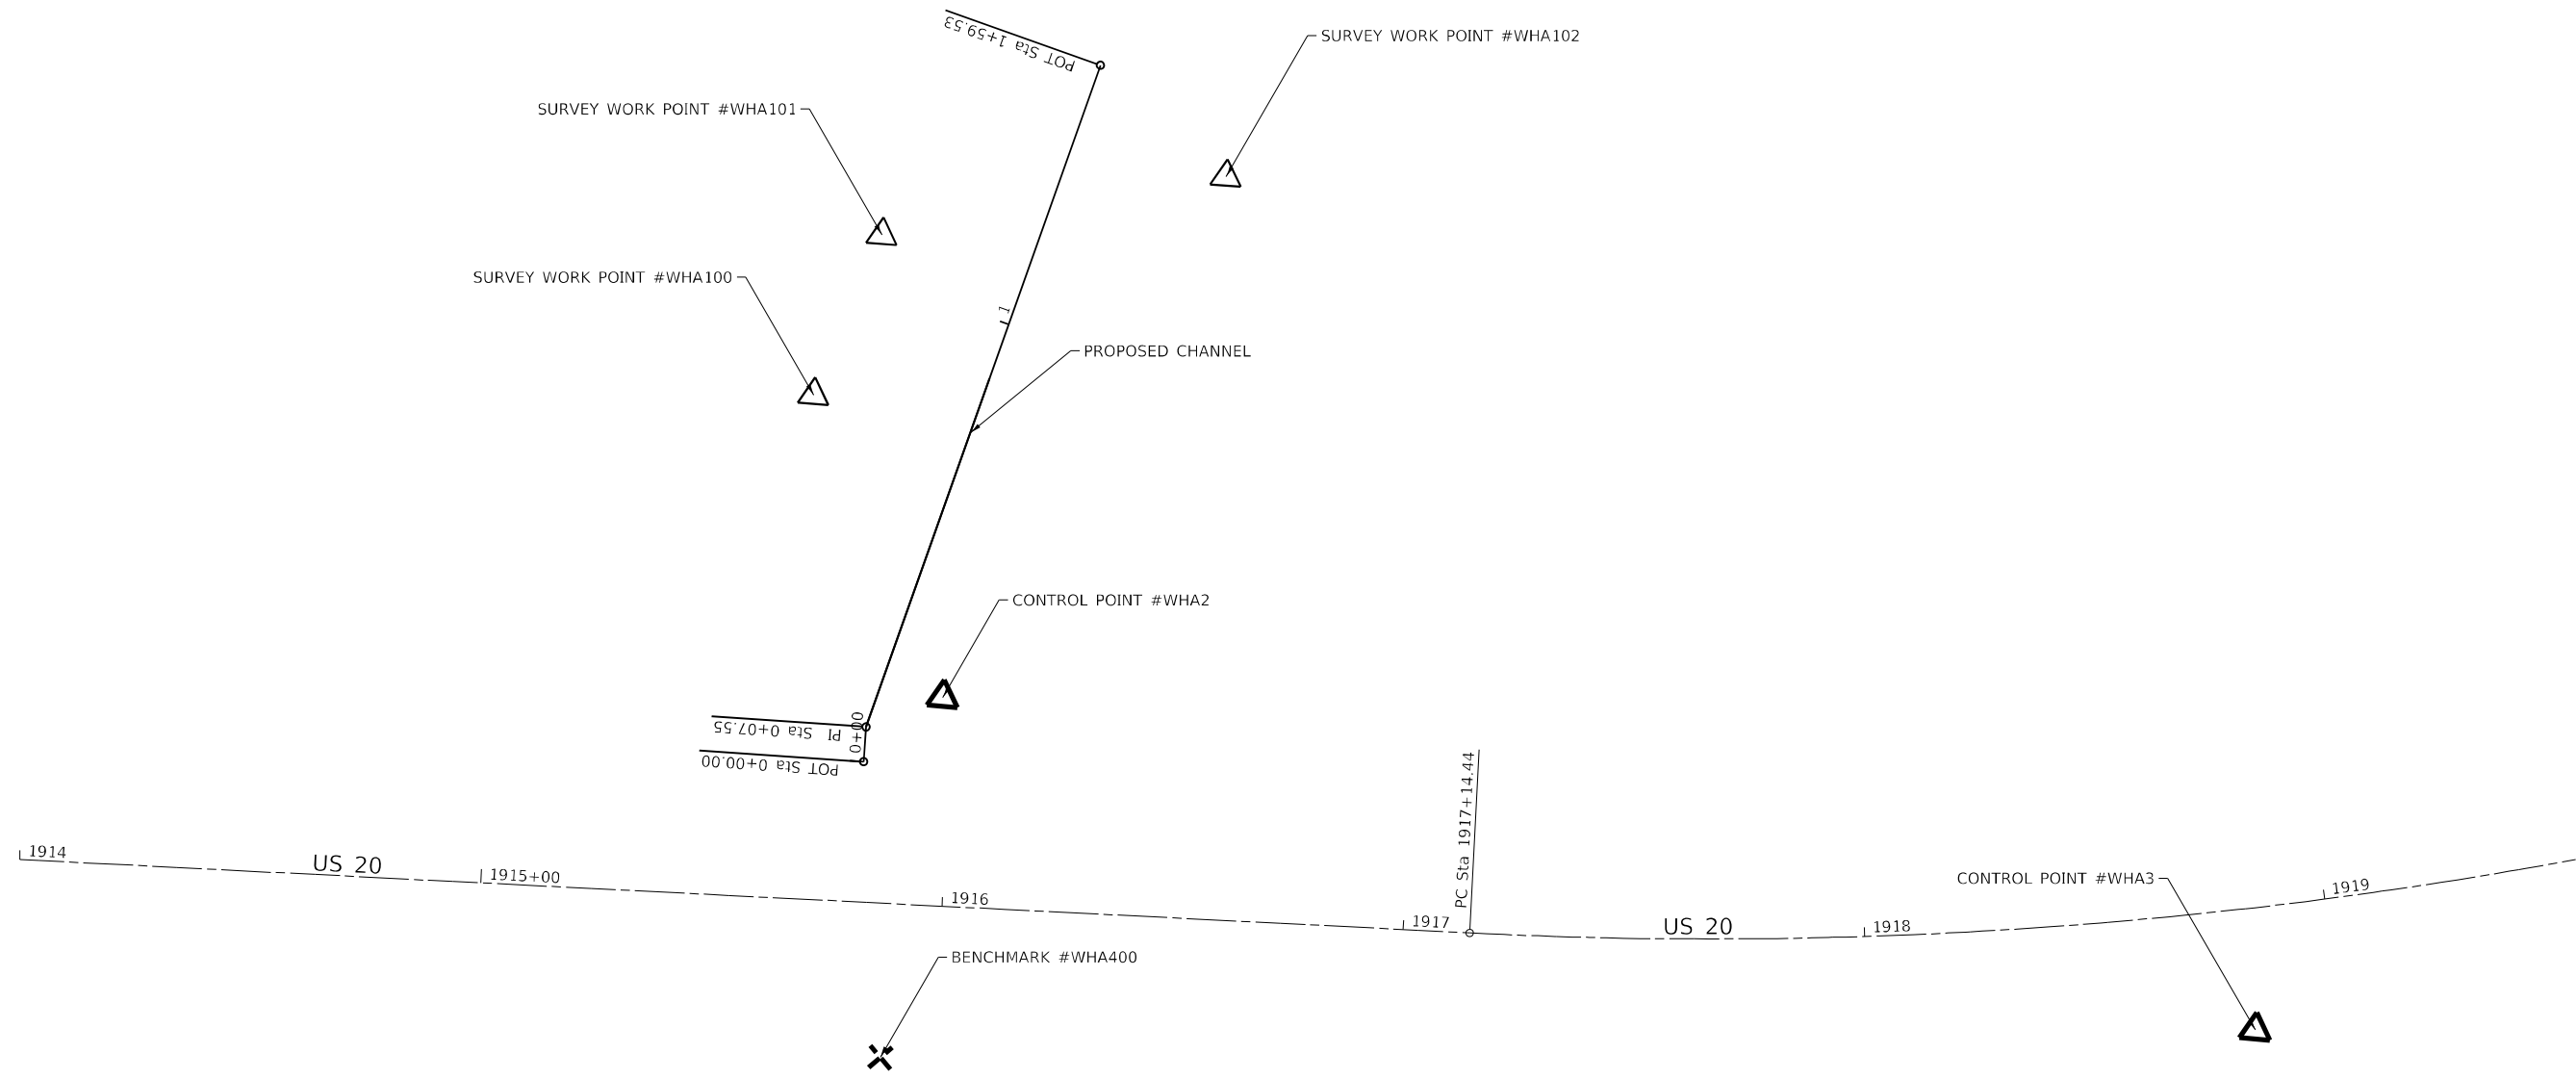 POT Sta 1+59.53
SURVEY WORK POINT #WHA102
SURVEY WORK POINT #WHA101
SURVEY WORK POINT #WHA100
1
PROPOSED CHANNEL
CONTROL POINT #WHA2
PI Sta 0+07.55
0+00
POT Sta 0+00.00
PC Sta 1917+14.44
1914
US 20
1915+00
1916
1917
US 20
1918
CONTROL POINT #WHA3
1919
BENCHMARK #WHA400